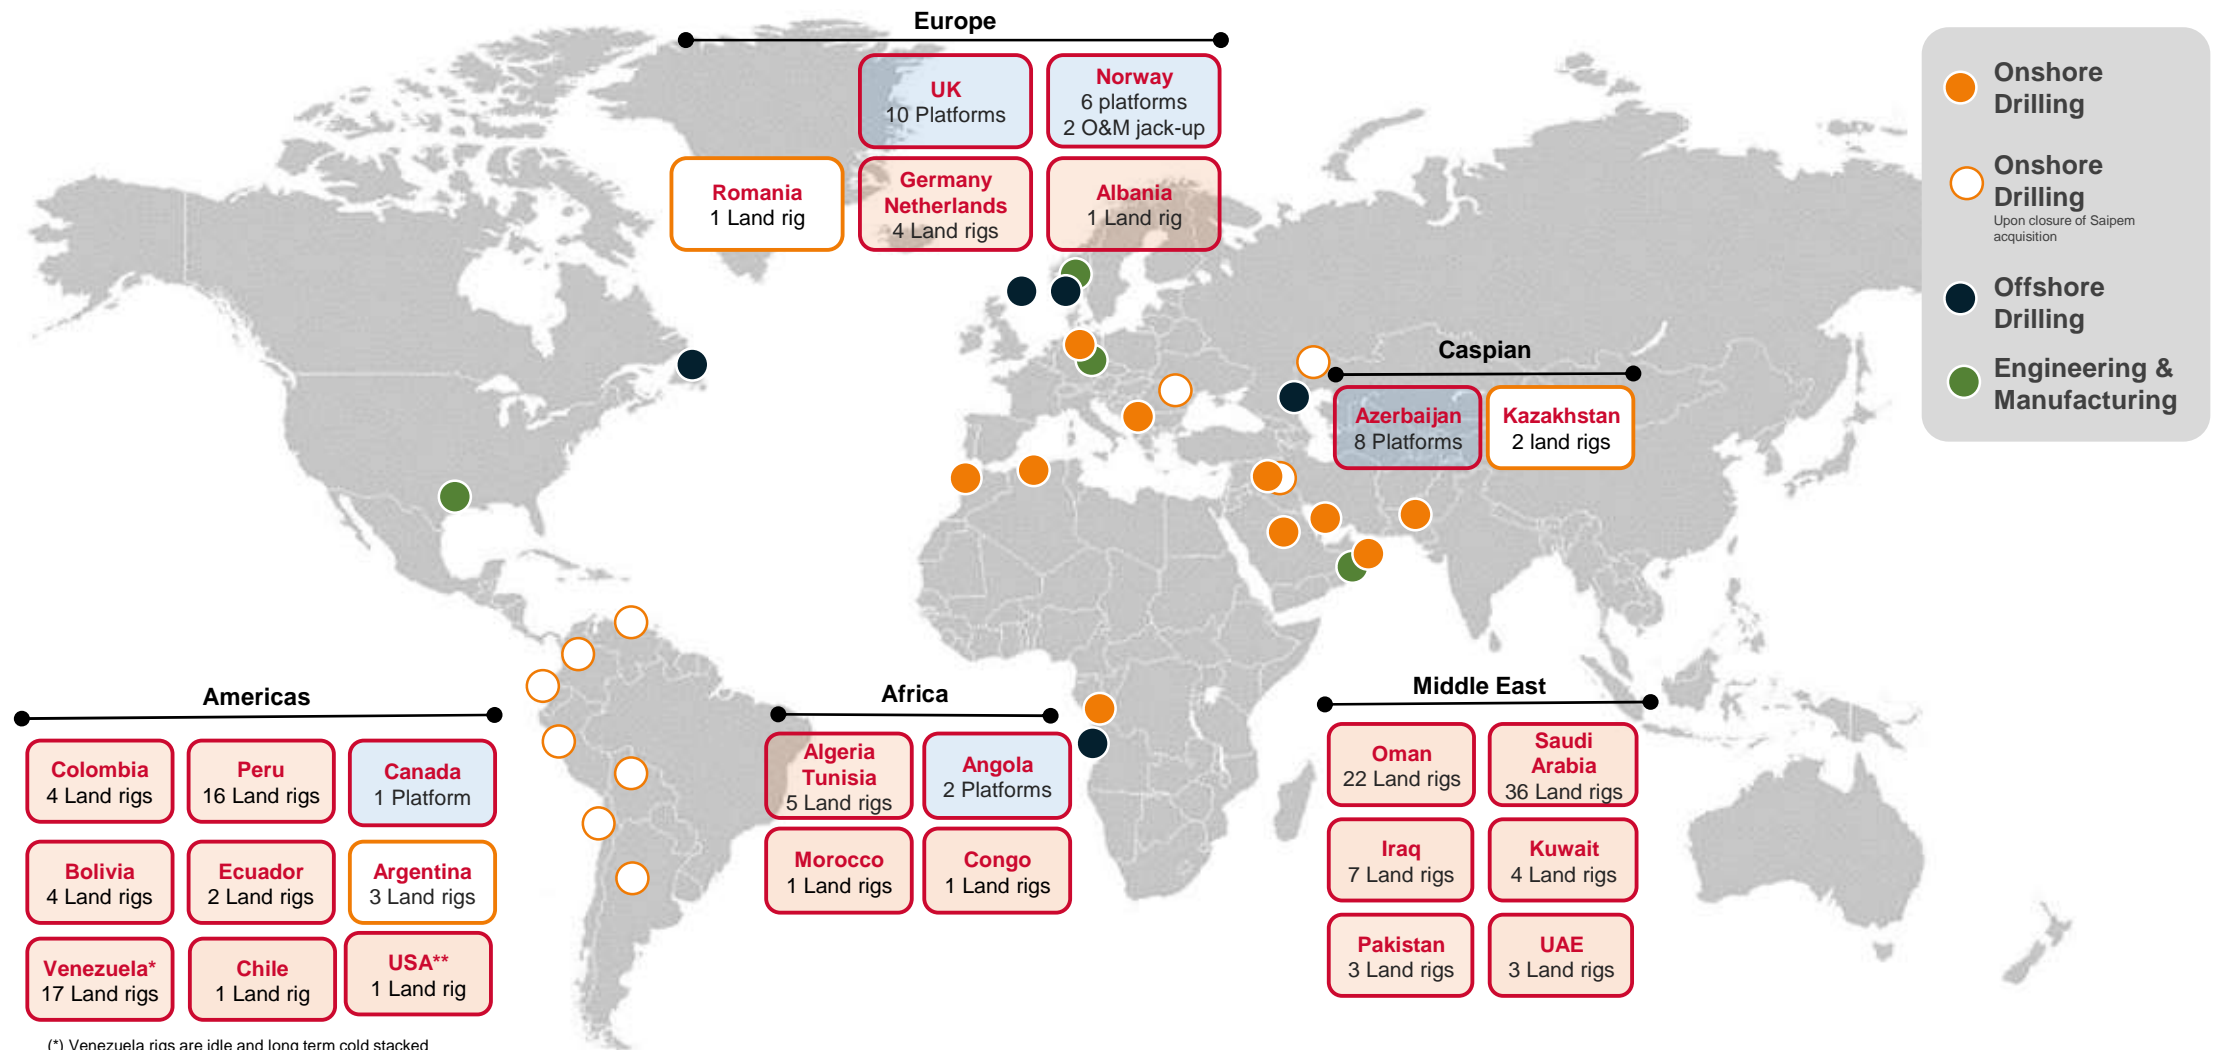 Europe
UK
10 Platforms
Norway
6 platforms
2 O&M jack-up
Romania
1 Land rig
Germany
Netherlands
4 Land rigs
Albania
1 Land rig
Onshore
Drilling
Onshore
Drilling
Upon closure of Saipem
acquisition
Offshore
Drilling
Engineering &
Manufacturing
Caspian
Azerbaijan
8 Platforms
Kazakhstan
2 land rigs
Americas
Colombia
4 Land rigs
Peru
16 Land rigs
Canada
1 Platform
Bolivia
4 Land rigs
Ecuador
2 Land rigs
Argentina
3 Land rigs
Venezuela*
17 Land rigs
Chile
1 Land rig
USA**
1 Land rig
(*) Venezuela rigs are idle and long term cold stacked
Africa
Algeria
Tunisia
5 Land rigs
Angola
2 Platforms
Morocco
1 Land rigs
Congo
1 Land rigs
Middle East
Oman
22 Land rigs
Saudi
Arabia
36 Land rigs
Iraq
7 Land rigs
Kuwait
4 Land rigs
Pakistan
3 Land rigs
UAE
3 Land rigs